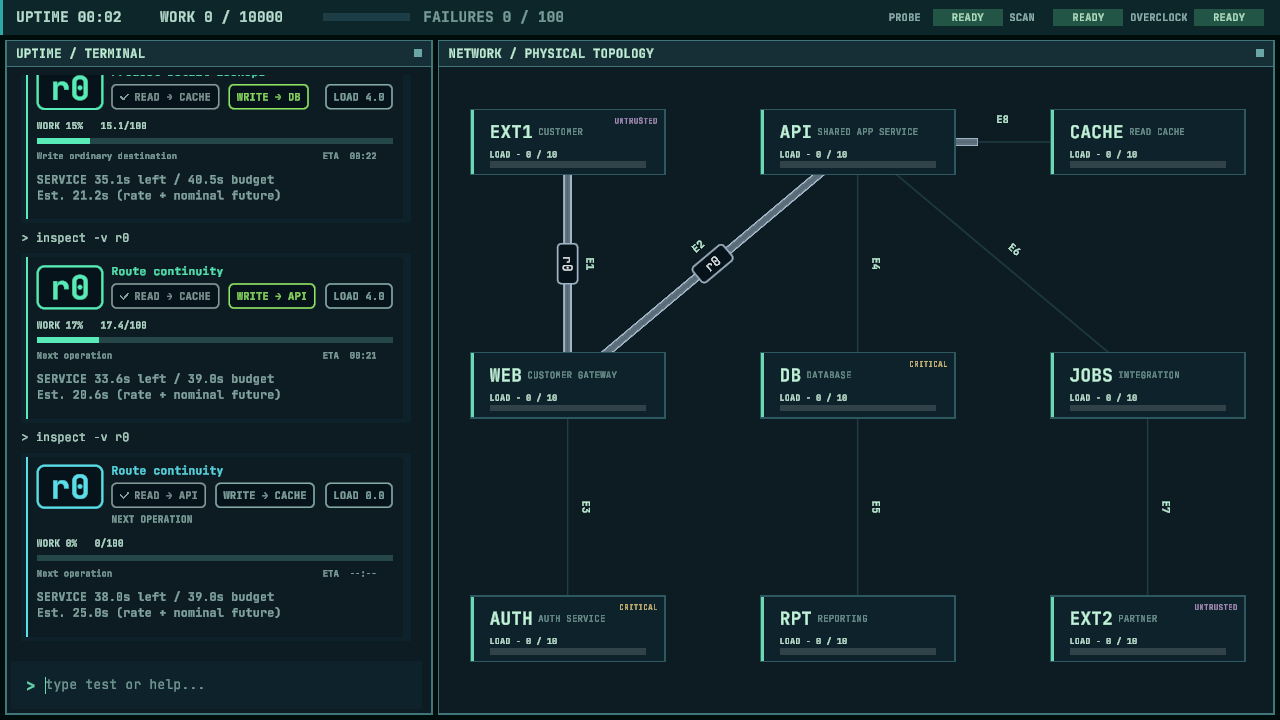 UPTIME 00:02 WORK 0 / 10000 FAILURES 0 / 100 PROBE READY SCAN READY OVERCLOCK READY
UPTIME / TERMINAL
r0
✓ READ → CACHE WRITE → DB LOAD 4.0
WORK 15% 15.1/100
Write ordinary destination ETA 00:22
SERVICE 35.1s left / 40.5s budget
Est. 21.2s (rate + nominal future)
> inspect -v r0
r0 Route continuity
✓ READ → CACHE WRITE → API LOAD 4.0
WORK 17% 17.4/100
Next operation ETA 00:21
SERVICE 33.6s left / 39.0s budget
Est. 20.6s (rate + nominal future)
> inspect -v r0
r0 Route continuity
✓ READ → API WRITE → CACHE LOAD 0.0
NEXT OPERATION
WORK 0% 0/100
Next operation ETA --:--
SERVICE 38.0s left / 39.0s budget
Est. 25.0s (rate + nominal future)
> type test or help...
NETWORK / PHYSICAL TOPOLOGY
EXT1 CUSTOMER UNTRUSTED
LOAD - 0 / 10
API SHARED APP SERVICE
LOAD - 0 / 10
E8
CACHE READ CACHE
LOAD - 0 / 10
r0 E1
E2 r0
E4
E6
WEB CUSTOMER GATEWAY
LOAD - 0 / 10
DB DATABASE CRITICAL
LOAD - 0 / 10
JOBS INTEGRATION
LOAD - 0 / 10
E3
E5
E7
AUTH AUTH SERVICE CRITICAL
LOAD - 0 / 10
RPT REPORTING
LOAD - 0 / 10
EXT2 PARTNER UNTRUSTED
LOAD - 0 / 10